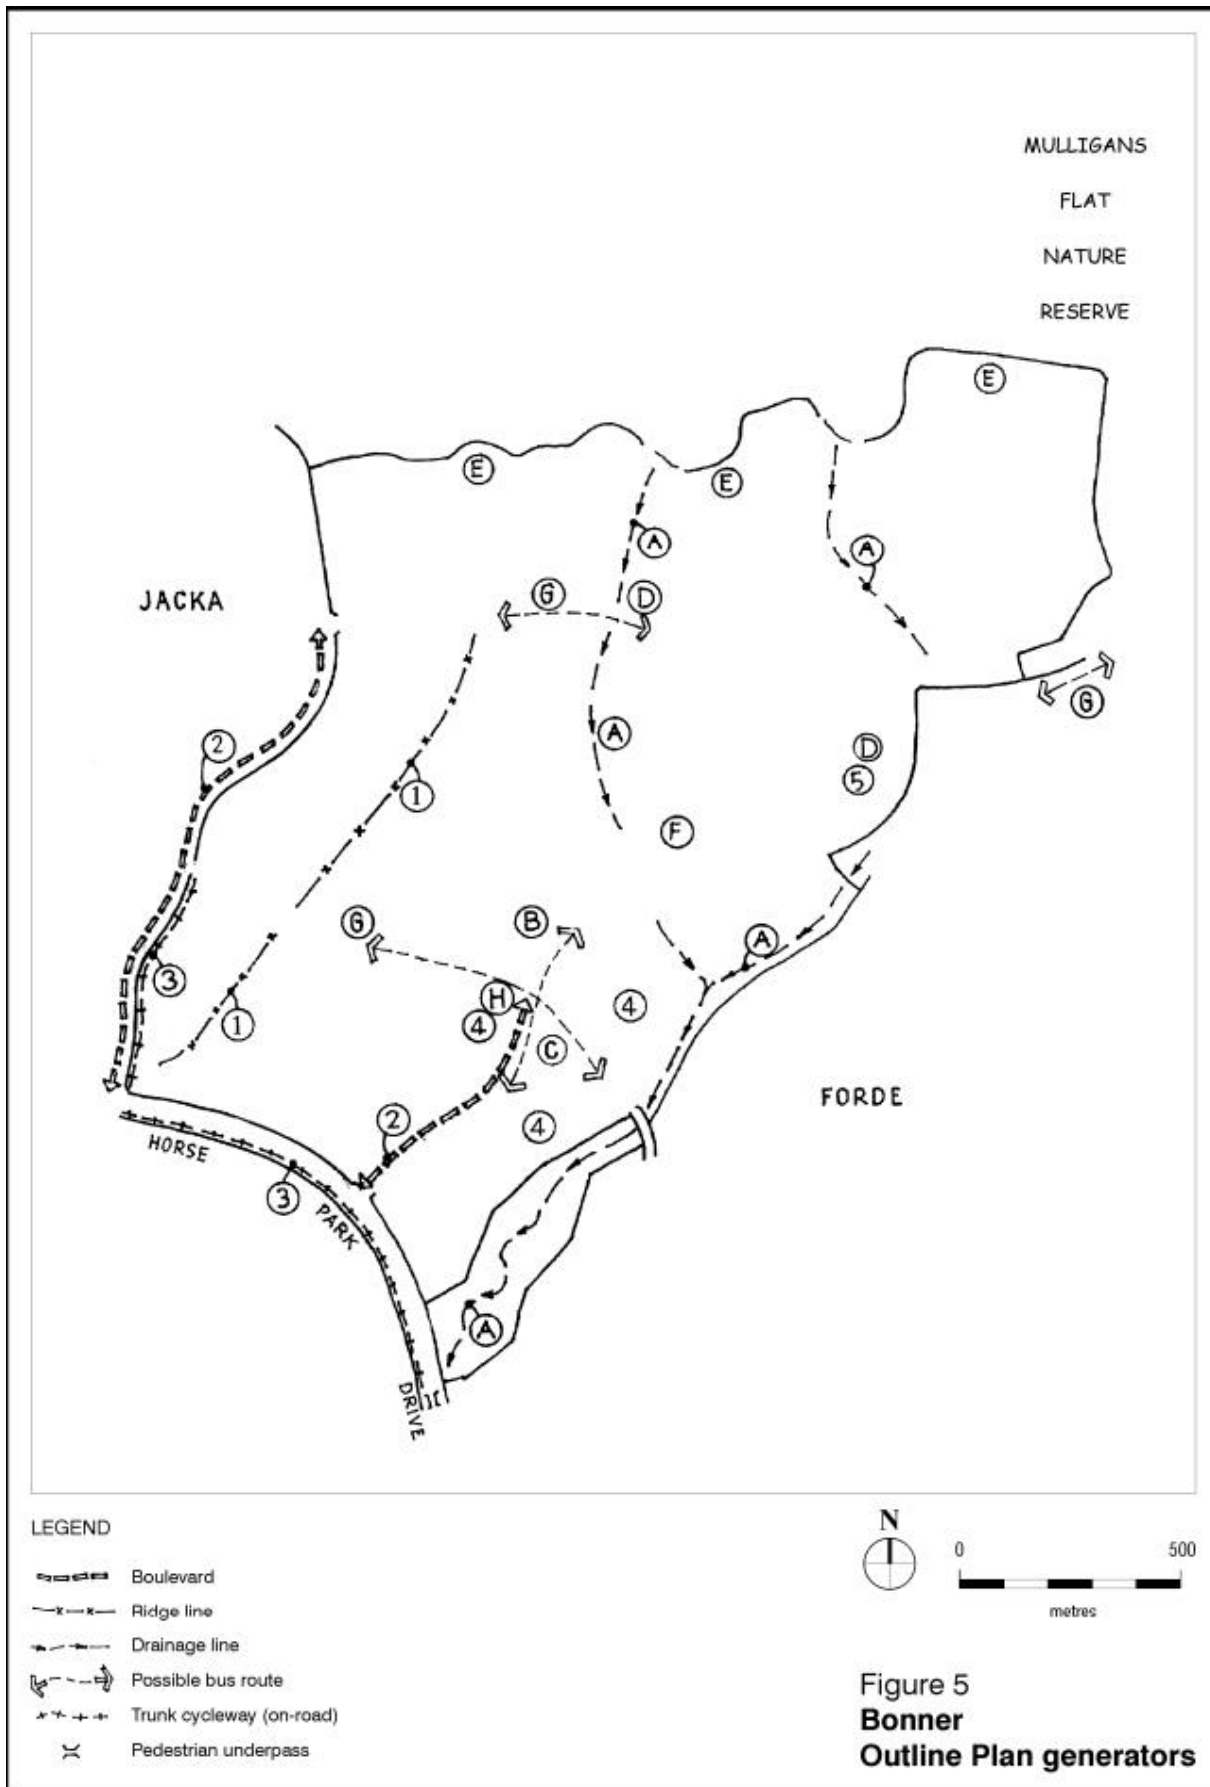 MULLIGANS
FLAT
NATURE
RESERVE
E
E
E
A
A
JACKA
G
D
G
2
A
D
5
1
F
G
B
A
3
H
4
4
1
C
FORDE
2
4
HORSE
3
PARK
A
DRIVE
LEGEND
Boulevard
Ridge line
Drainage line
Possible bus route
Trunk cycleway (on-road)
Pedestrian underpass
N
0 500
metres
Figure 5
Bonner
Outline Plan generators